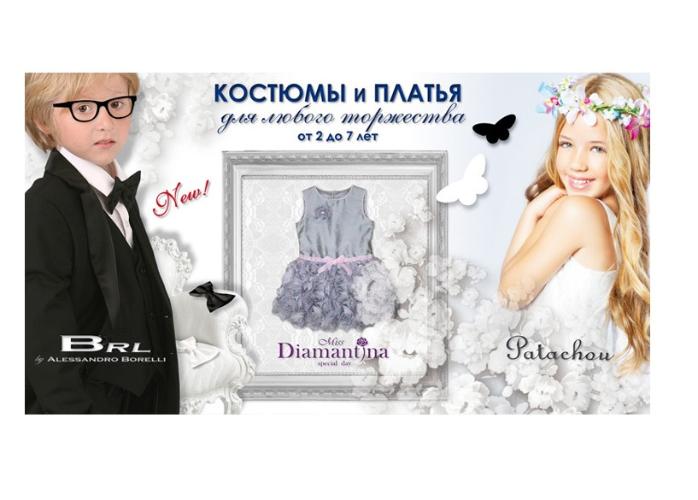 КОСТЮМЫ и ПЛАТЬЯ
для любого торжества
от 2 до 7 лет
New!
BRL
by ALESSANDRO BORELLI
Miss
Diamantina
special day
Patachou